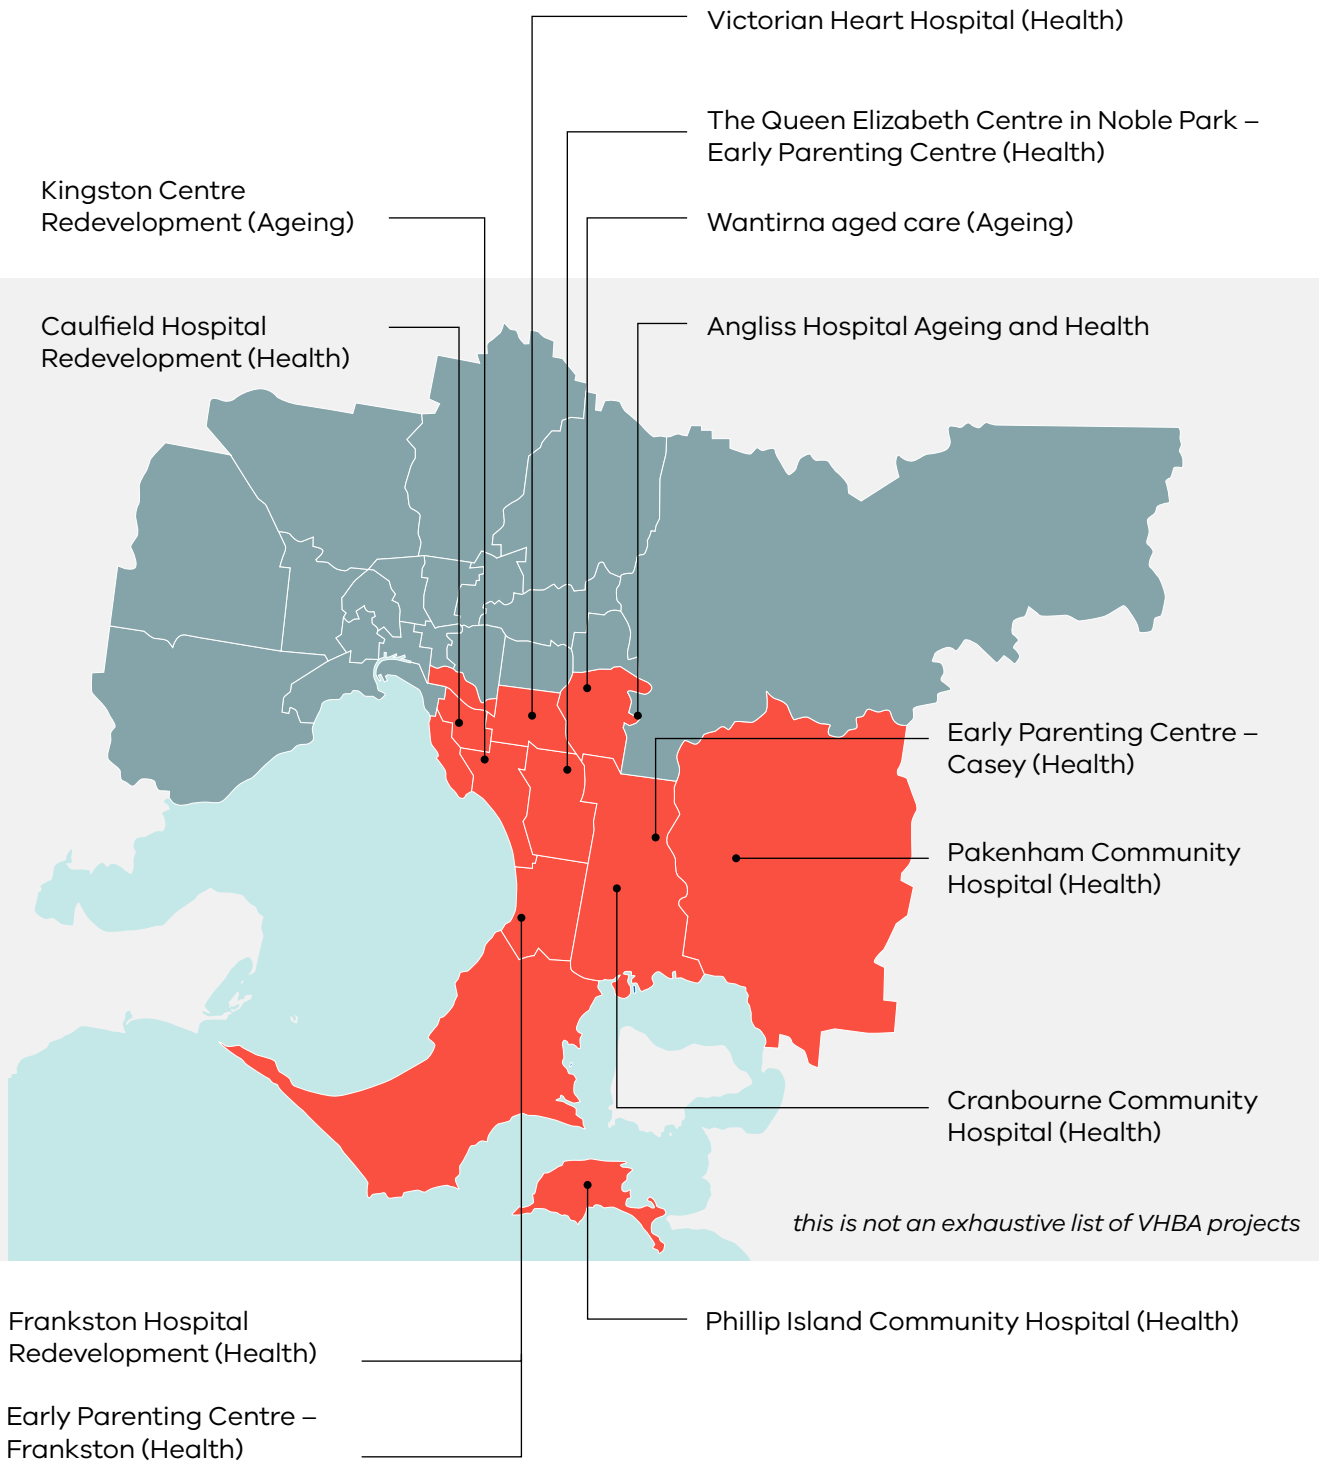 Victorian Heart Hospital (Health)
The Queen Elizabeth Centre in Noble Park –
Early Parenting Centre (Health)
Kingston Centre
Redevelopment (Ageing)
Wantirna aged care (Ageing)
Caulfield Hospital
Redevelopment (Health)
Angliss Hospital Ageing and Health
Early Parenting Centre –
Casey (Health)
Pakenham Community
Hospital (Health)
Cranbourne Community
Hospital (Health)
this is not an exhaustive list of VHBA projects
Frankston Hospital
Redevelopment (Health)
Phillip Island Community Hospital (Health)
Early Parenting Centre –
Frankston (Health)